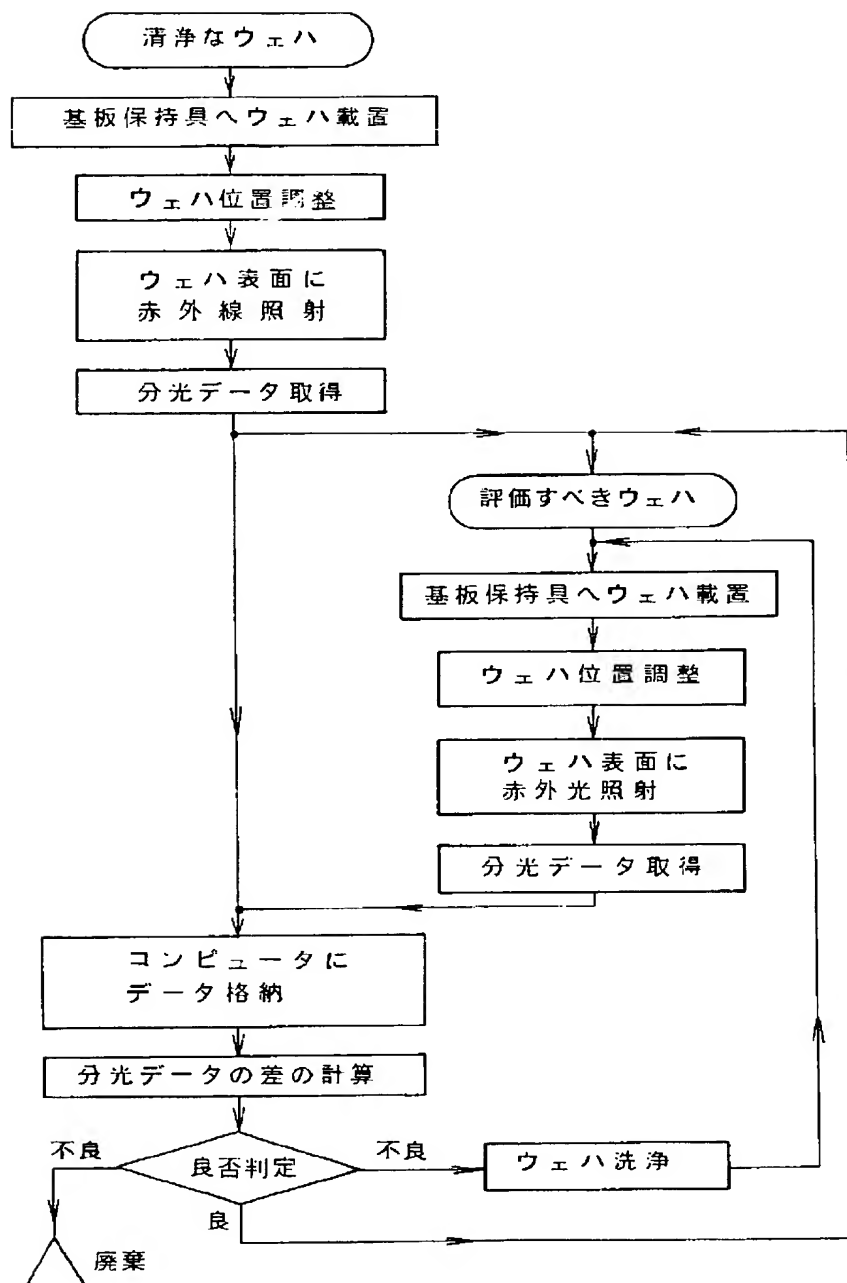 清浄なウェハ
基板保持具へウェハ載置
ウェハ位置調整
ウェハ表面に
赤外線照射
分光データ取得
評価すべきウェハ
基板保持具へウェハ載置
ウェハ位置調整
ウェハ表面に
赤外光照射
分光データ取得
コンピュータに
データ格納
分光データの差の計算
不良
良否判定
不良
ウェハ洗浄
良
廃棄